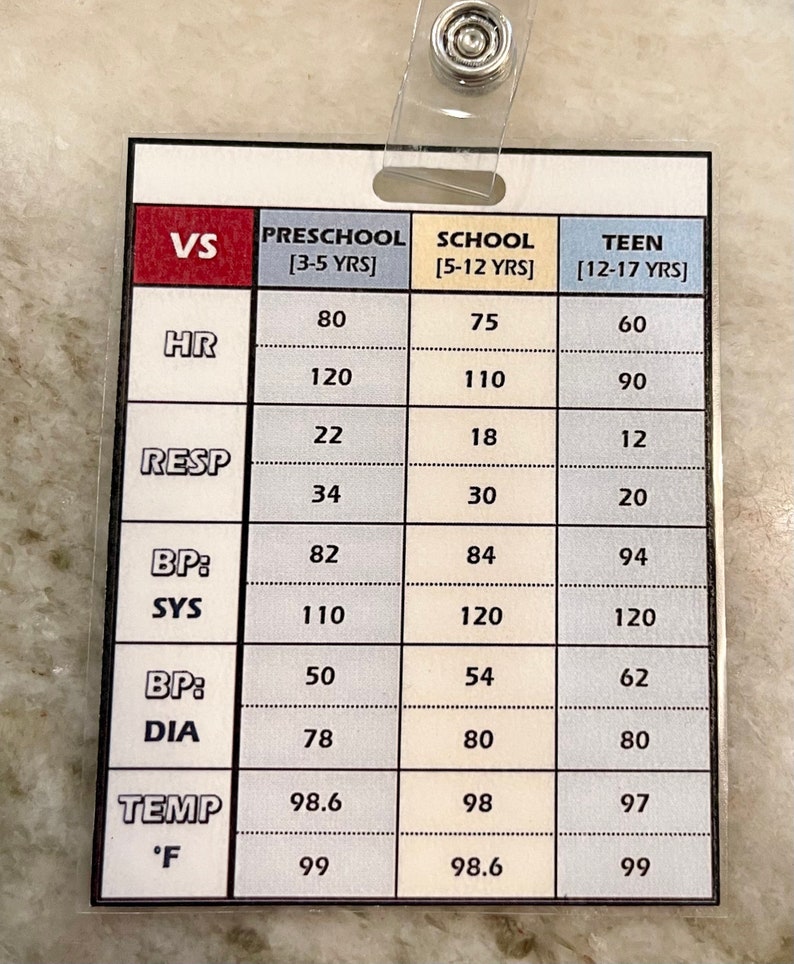 VS PRESCHOOL SCHOOL TEEN
[3-5 YRS] [5-12 YRS] [12-17 YRS]
HR
80 75 60
120 110 90
RESP
22 18 12
34 30 20
BP:
SYS
82 84 94
110 120 120
BP:
DIA
50 54 62
78 80 80
TEMP
°F
98.6 98 97
99 98.6 99